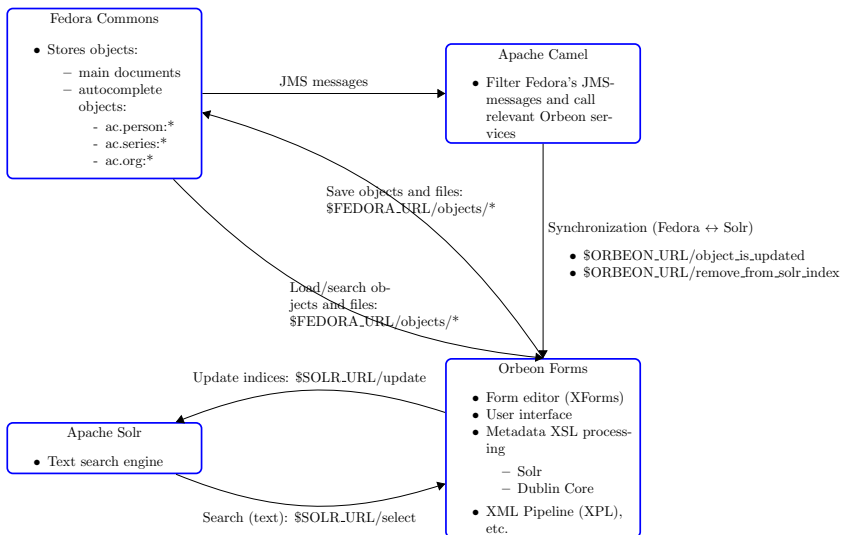 Fedora Commons
• Stores objects:
– main documents
– autocomplete
objects:
- ac.person:*
- ac.series:*
- ac.org:*
JMS messages
Apache Camel
• Filter Fedora's JMS-
messages and call
relevant Orbeon ser-
vices
Save objects and files:
$FEDORA_URL/objects/*
Synchronization (Fedora ↔ Solr)
• $ORBEON_URL/object_is_updated
• $ORBEON_URL/remove_from_solr_index
Load/search ob-
jects and files:
$FEDORA_URL/objects/*
Update indices: $SOLR_URL/update
Apache Solr
• Text search engine
Search (text): $SOLR_URL/select
Orbeon Forms
• Form editor (XForms)
• User interface
• Metadata XSL process-
ing
– Solr
– Dublin Core
• XML Pipeline (XPL),
etc.